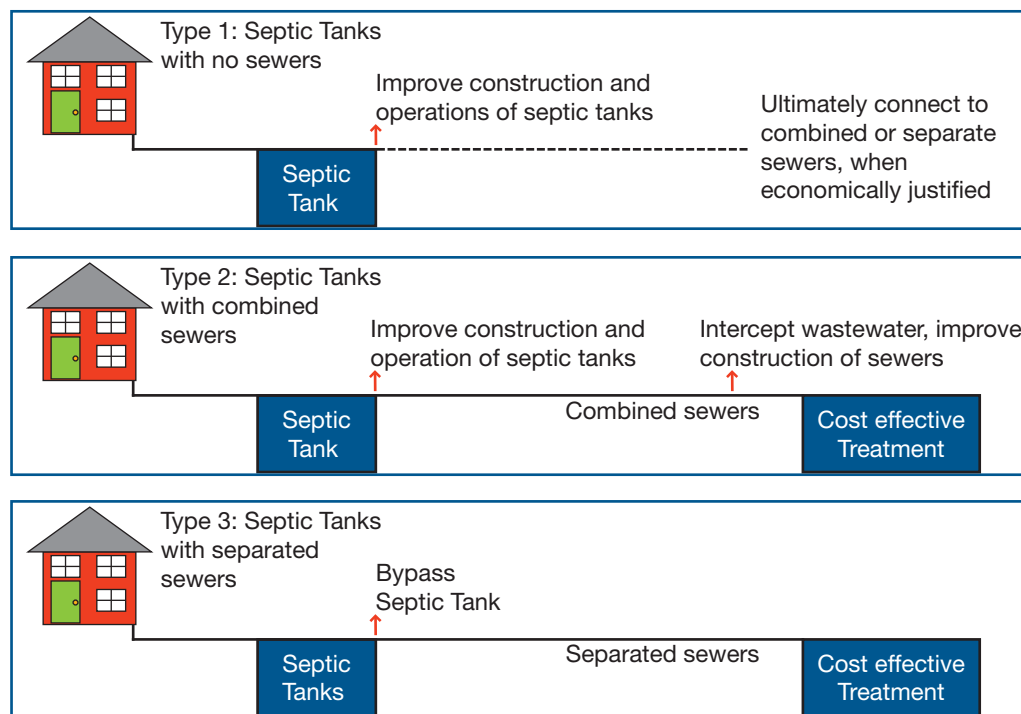 Type 1: Septic Tanks
with no sewers
Improve construction and
operations of septic tanks
Ultimately connect to
combined or separate
sewers, when
economically justified
Septic
Tank
Type 2: Septic Tanks
with combined
sewers
Improve construction and
operation of septic tanks
Intercept wastewater, improve
construction of sewers
Septic
Tank
Combined sewers
Cost effective
Treatment
Type 3: Septic Tanks
with separated
sewers
Bypass
Septic Tank
Septic
Tanks
Separated sewers
Cost effective
Treatment